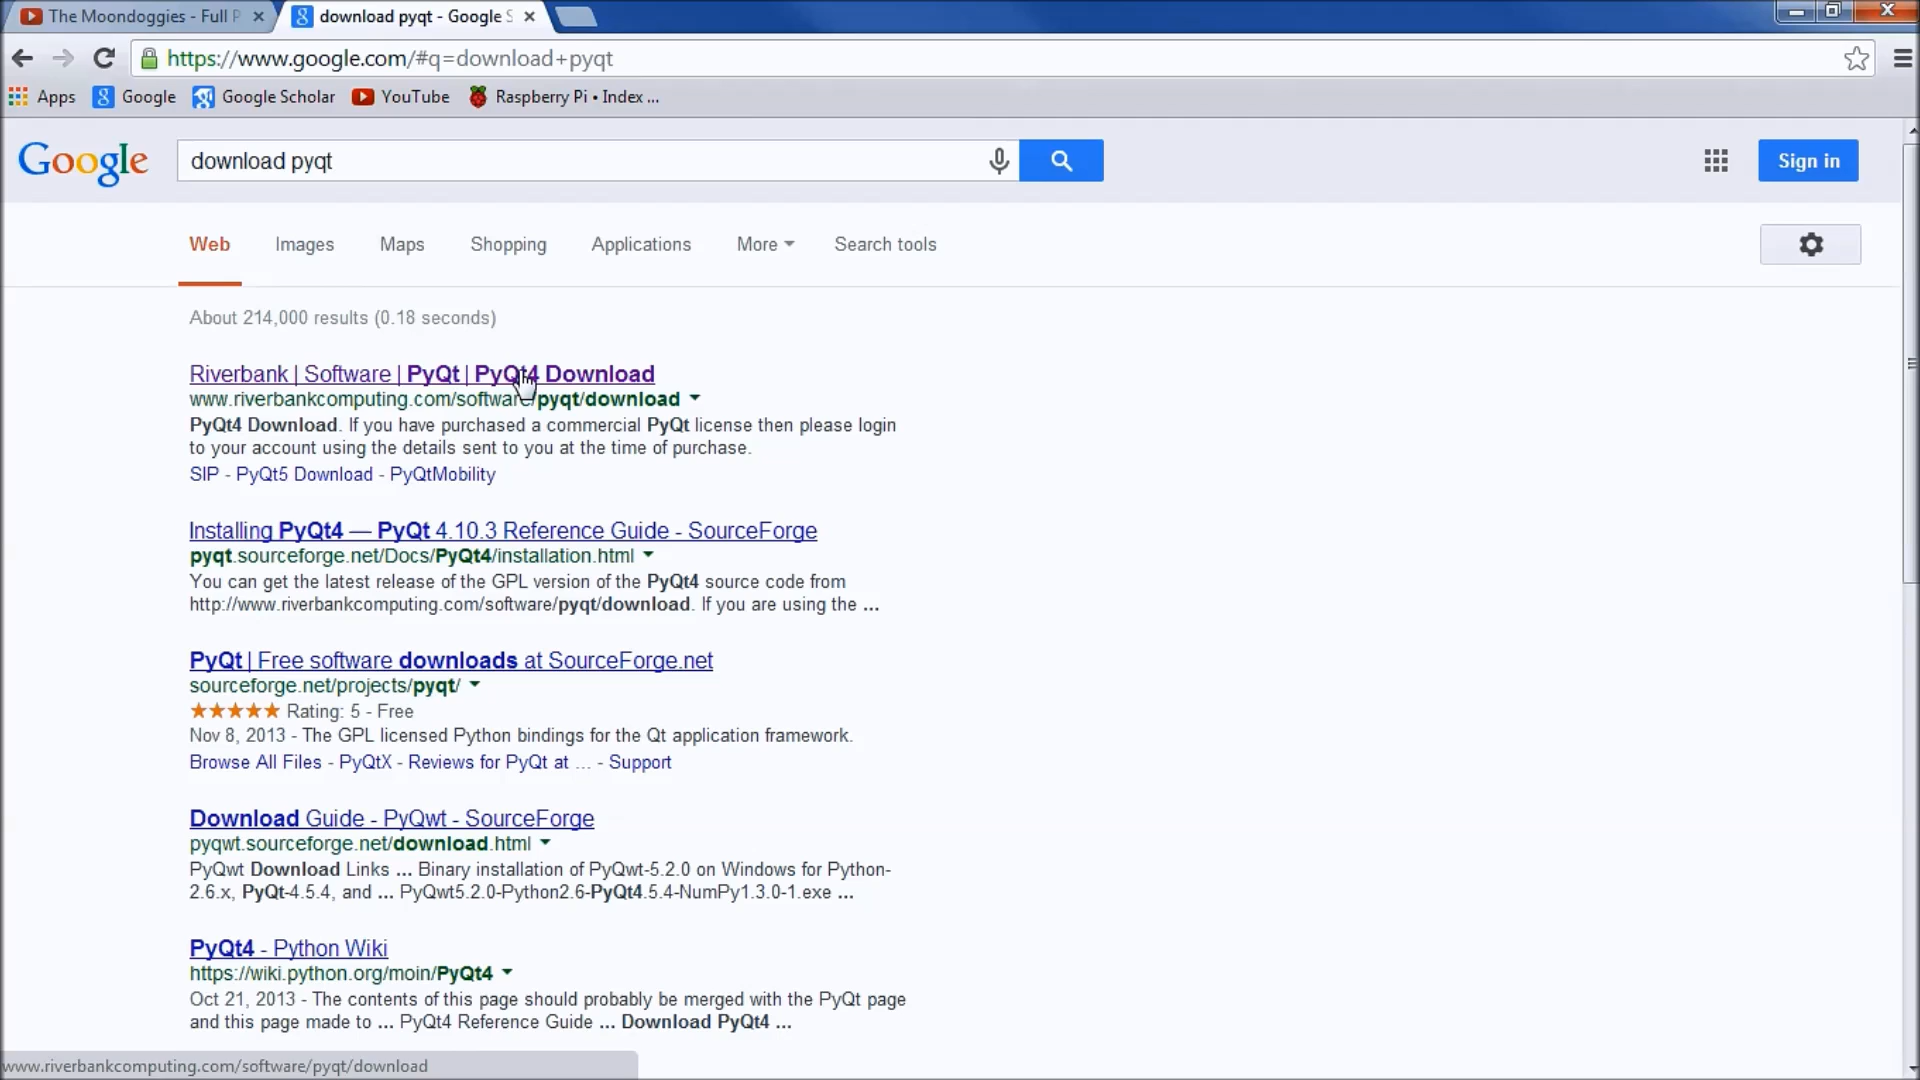 The Moondoggies - Full P
download pyqt - Google S
https://www.google.com/#q=download+pyqt
Apps Google Google Scholar YouTube Raspberry Pi • Index ...
Google download pyqt Sign in
Web Images Maps Shopping Applications More Search tools
About 214,000 results (0.18 seconds)
Riverbank | Software | PyQt | PyQt4 Download
www.riverbankcomputing.com/software/pyqt/download
PyQt4 Download. If you have purchased a commercial PyQt license then please login
to your account using the details sent to you at the time of purchase.
SIP - PyQt5 Download - PyQtMobility
Installing PyQt4 — PyQt 4.10.3 Reference Guide - SourceForge
pyqt.sourceforge.net/Docs/PyQt4/installation.html
You can get the latest release of the GPL version of the PyQt4 source code from
http://www.riverbankcomputing.com/software/pyqt/download. If you are using the ...
PyQt | Free software downloads at SourceForge.net
sourceforge.net/projects/pyqt/
Rating: 5 - Free
Nov 8, 2013 - The GPL licensed Python bindings for the Qt application framework.
Browse All Files - PyQtX - Reviews for PyQt at ... - Support
Download Guide - PyQwt - SourceForge
pyqwt.sourceforge.net/download.html
PyQwt Download Links ... Binary installation of PyQwt-5.2.0 on Windows for Python-
2.6.x, PyQt-4.5.4, and ... PyQwt5.2.0-Python2.6-PyQt4.5.4-NumPy1.3.0-1.exe ...
PyQt4 - Python Wiki
https://wiki.python.org/moin/PyQt4
Oct 21, 2013 - The contents of this page should probably be merged with the PyQt page
and this page made to ... PyQt4 Reference Guide ... Download PyQt4 ...
www.riverbankcomputing.com/software/pyqt/download